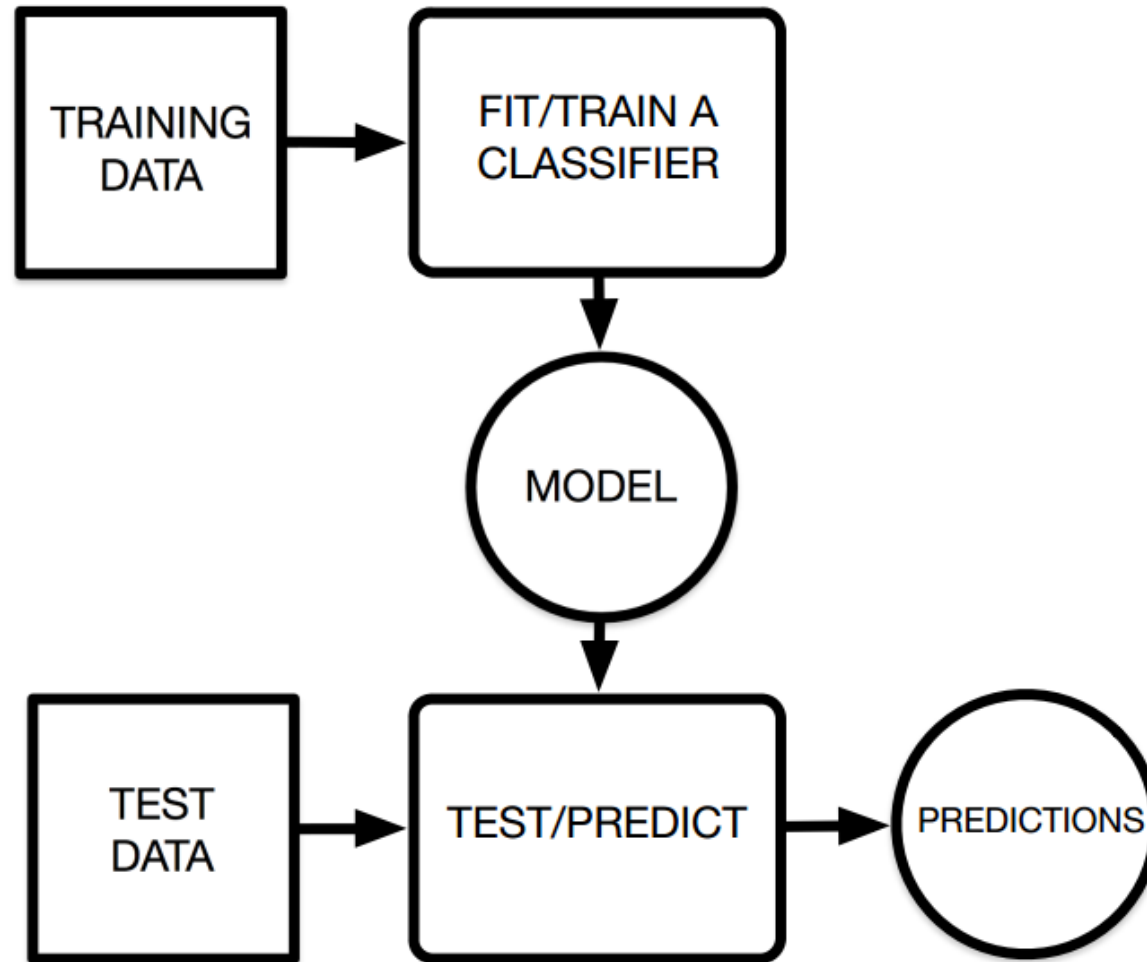 TRAINING
DATA
FIT/TRAIN A
CLASSIFIER
MODEL
TEST
DATA
TEST/PREDICT
PREDICTIONS